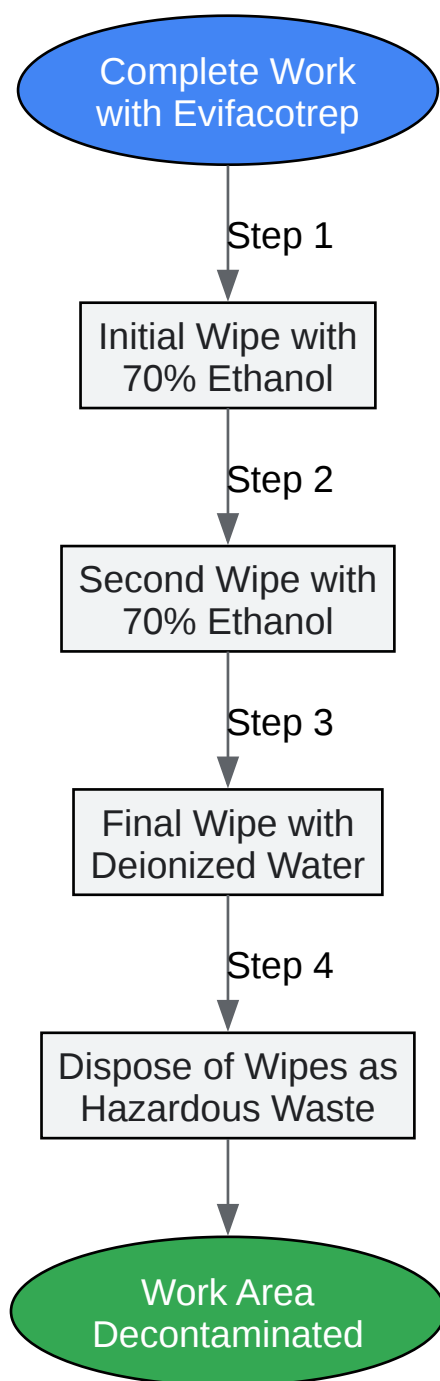 Complete Work
with Evifacotrep
Step 1
Initial Wipe with
70% Ethanol
Step 2
Second Wipe with
70% Ethanol
Step 3
Final Wipe with
Deionized Water
Step 4
Dispose of Wipes as
Hazardous Waste
Work Area
Decontaminated